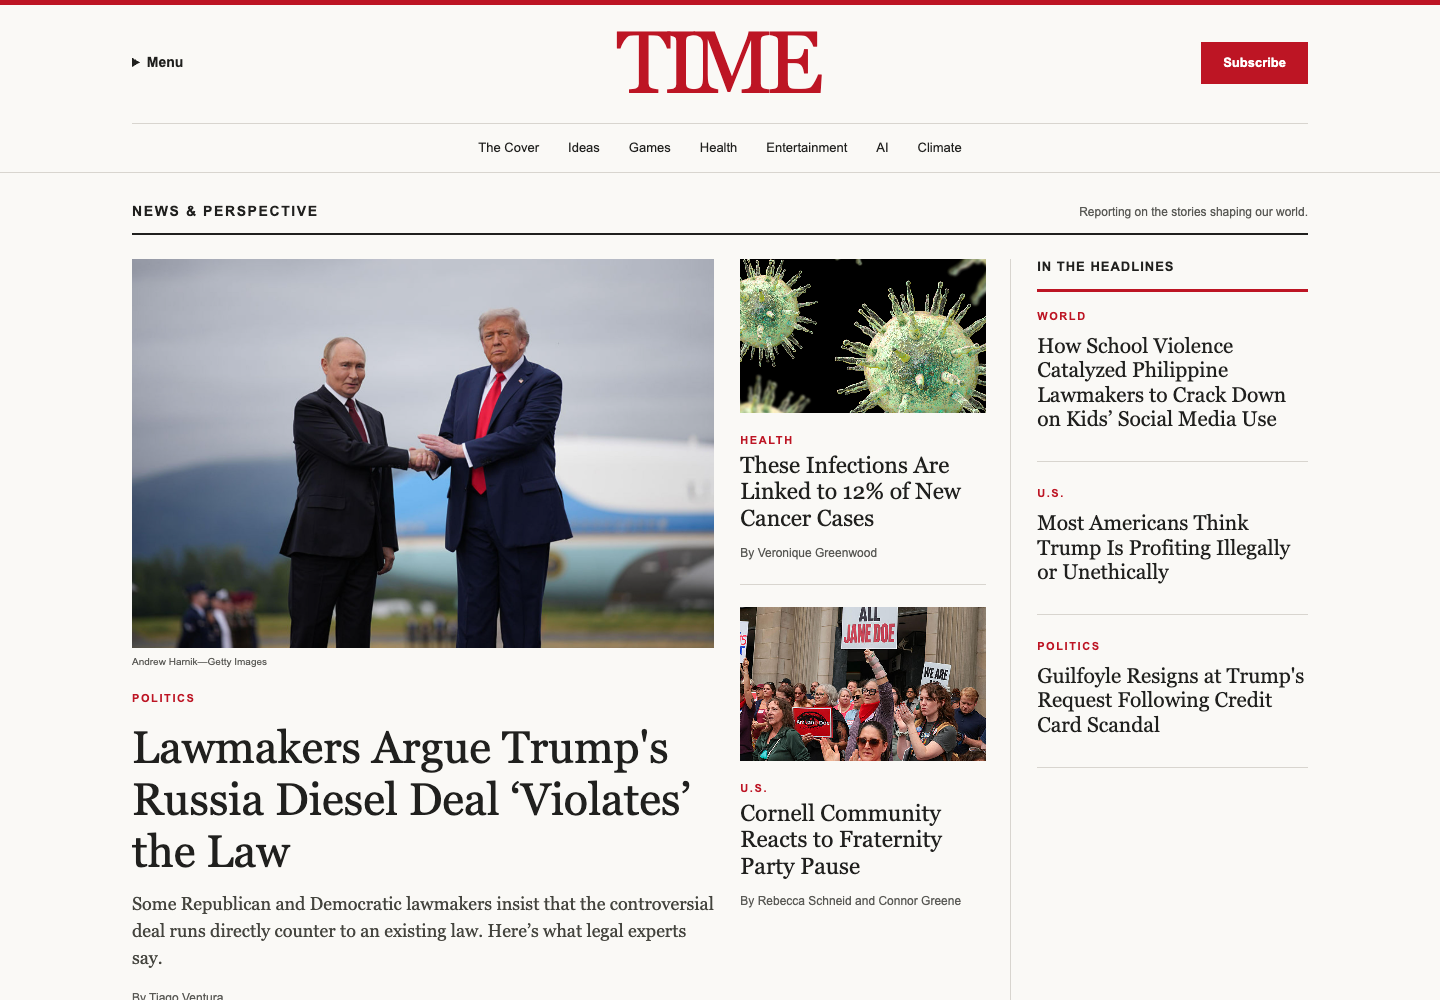 Menu
TIME
Subscribe
The Cover Ideas Games Health Entertainment AI Climate
NEWS & PERSPECTIVE
Reporting on the stories shaping our world.
Andrew Harnik—Getty Images
POLITICS
Lawmakers Argue Trump's
Russia Diesel Deal ‘Violates’
the Law
Some Republican and Democratic lawmakers insist that the controversial
deal runs directly counter to an existing law. Here’s what legal experts
say.
By Tiago Ventura
HEALTH
These Infections Are
Linked to 12% of New
Cancer Cases
By Veronique Greenwood
ALL
JANE DOE
WE ARE
U.S.
Cornell Community
Reacts to Fraternity
Party Pause
By Rebecca Schneid and Connor Greene
IN THE HEADLINES
WORLD
How School Violence
Catalyzed Philippine
Lawmakers to Crack Down
on Kids’ Social Media Use
U.S.
Most Americans Think
Trump Is Profiting Illegally
or Unethically
POLITICS
Guilfoyle Resigns at Trump's
Request Following Credit
Card Scandal